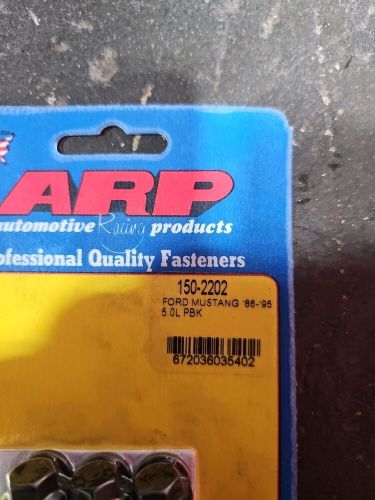 ARP
automotive Racing products
Professional Quality Fasteners
150-2202
FORD MUSTANG '86-'95
5.0L PBK
672036035402